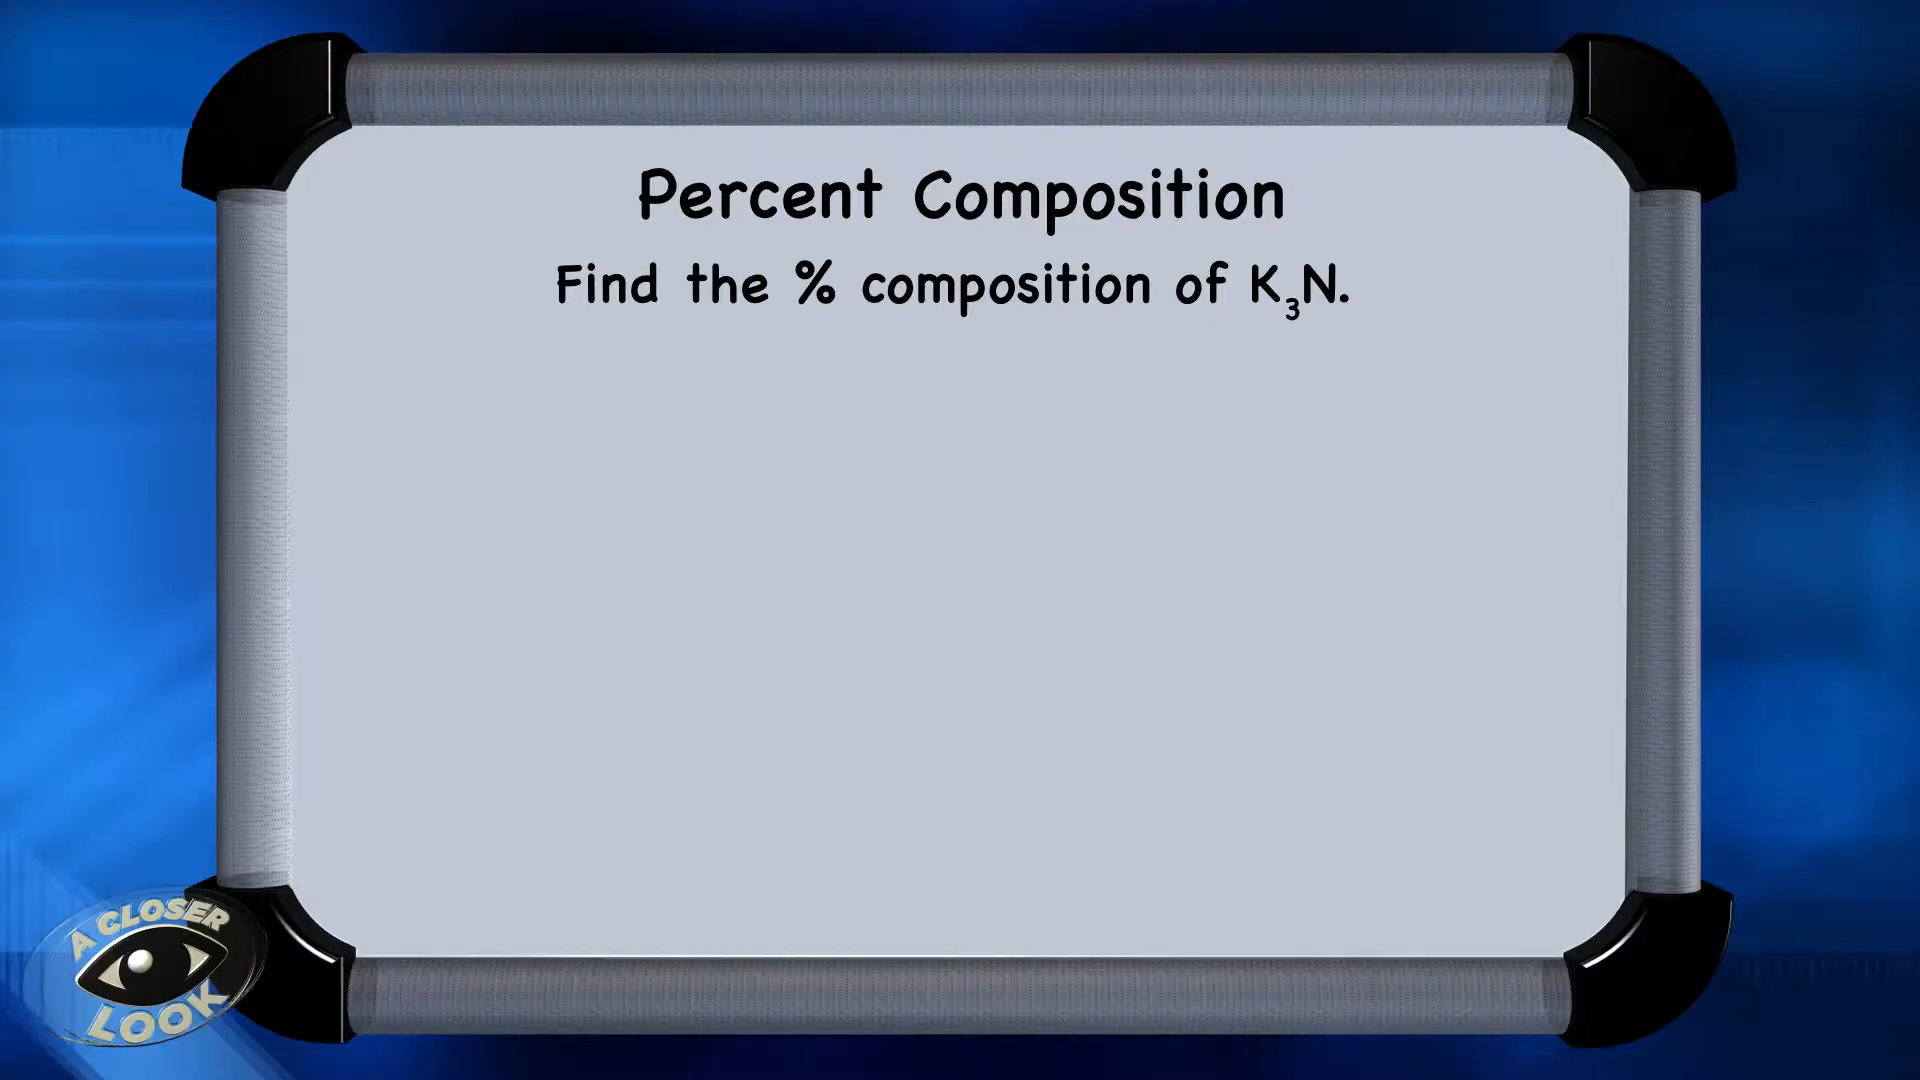 Percent Composition
Find the % composition of K₃N.
A CLOSER
LOOK